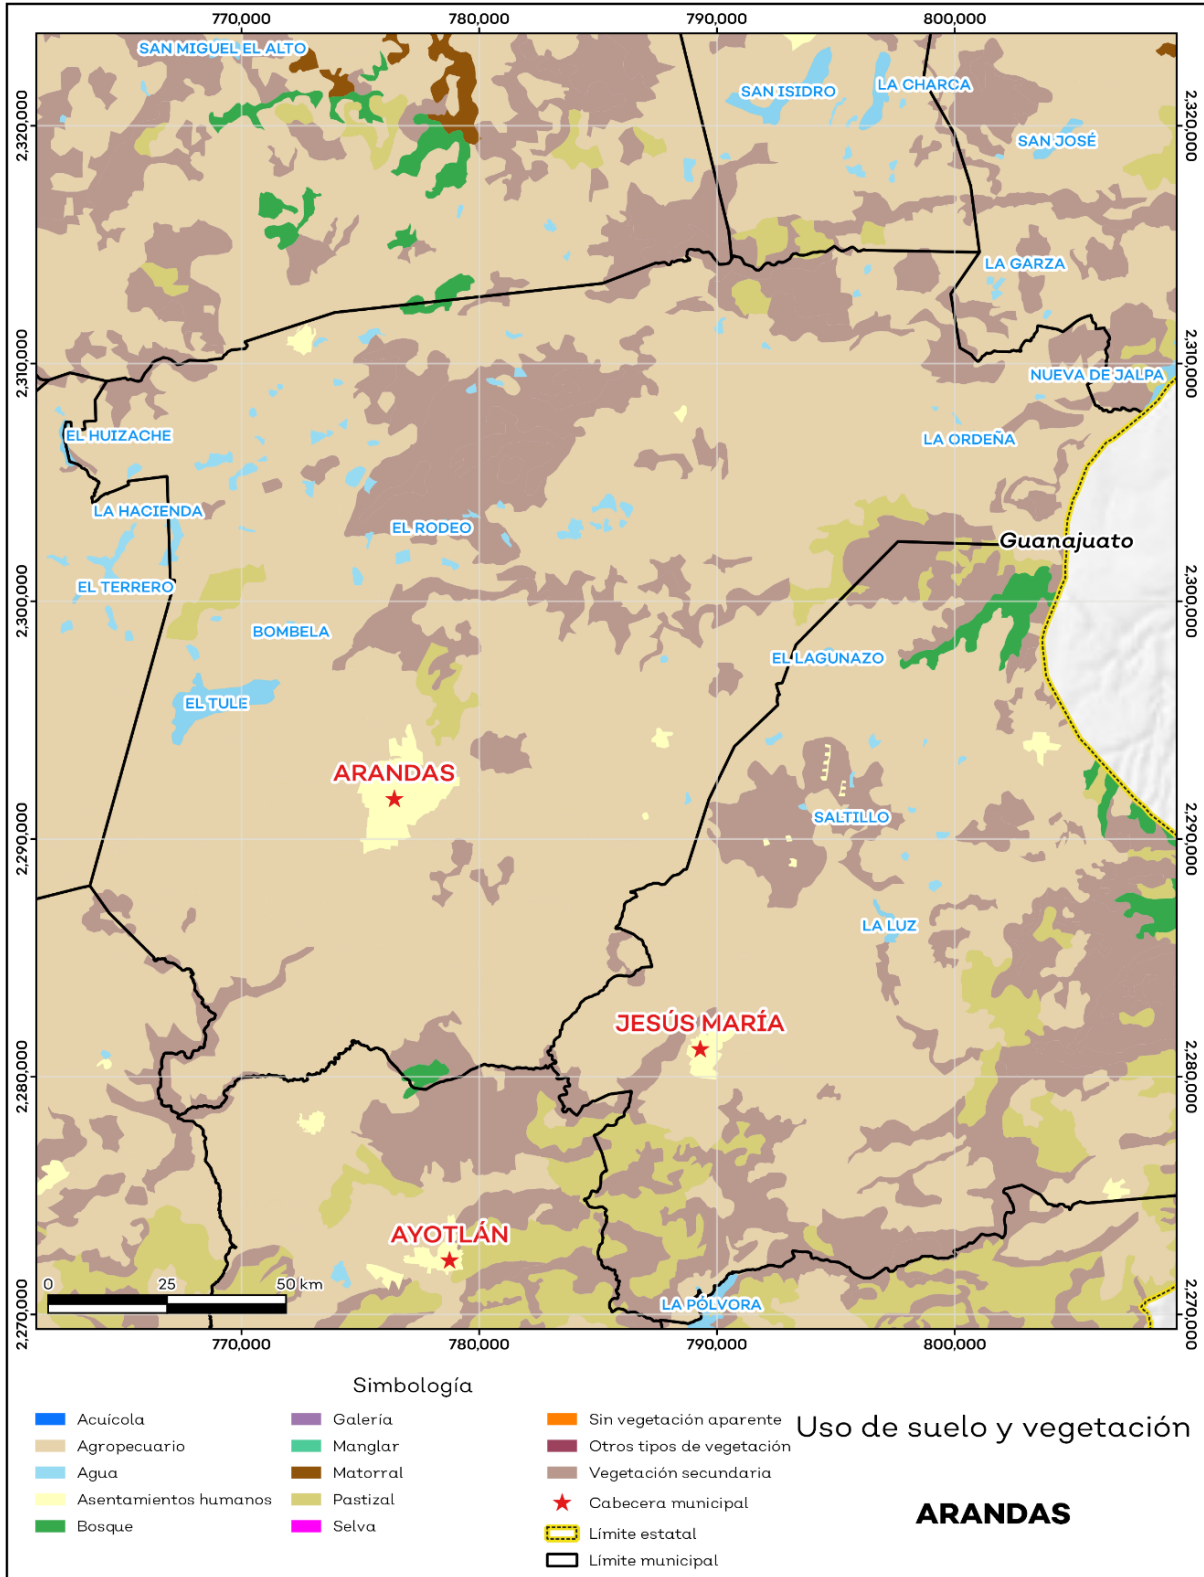 770,000
780,000
790,000
800,000
SAN MIGUEL EL ALTO
SAN ISIDRO
LA CHARCA
2,320,000
2,320,000
SAN JOSÉ
LA GARZA
2,310,000
2,310,000
NUEVA DE JALPA
EL HUIZACHE
LA ORDEÑA
LA HACIENDA
EL RODEO
Guanajuato
EL TERRERO
2,300,000
2,300,000
BOMBELA
EL LAGUNAZO
EL TULE
ARANDAS
SALTILLO
2,290,000
2,290,000
LA LUZ
JESÚS MARÍA
2,280,000
2,280,000
AYOTLÁN
0 25 50 km
LA PÓLVORA
2,270,000
2,270,000
770,000
780,000
790,000
800,000
Simbología
Acuícola
Agropecuario
Agua
Asentamientos humanos
Bosque
Galería
Manglar
Matorral
Pastizal
Selva
Sin vegetación aparente
Otros tipos de vegetación
Vegetación secundaria
Cabecera municipal
Límite estatal
Límite municipal
Uso de suelo y vegetación
ARANDAS